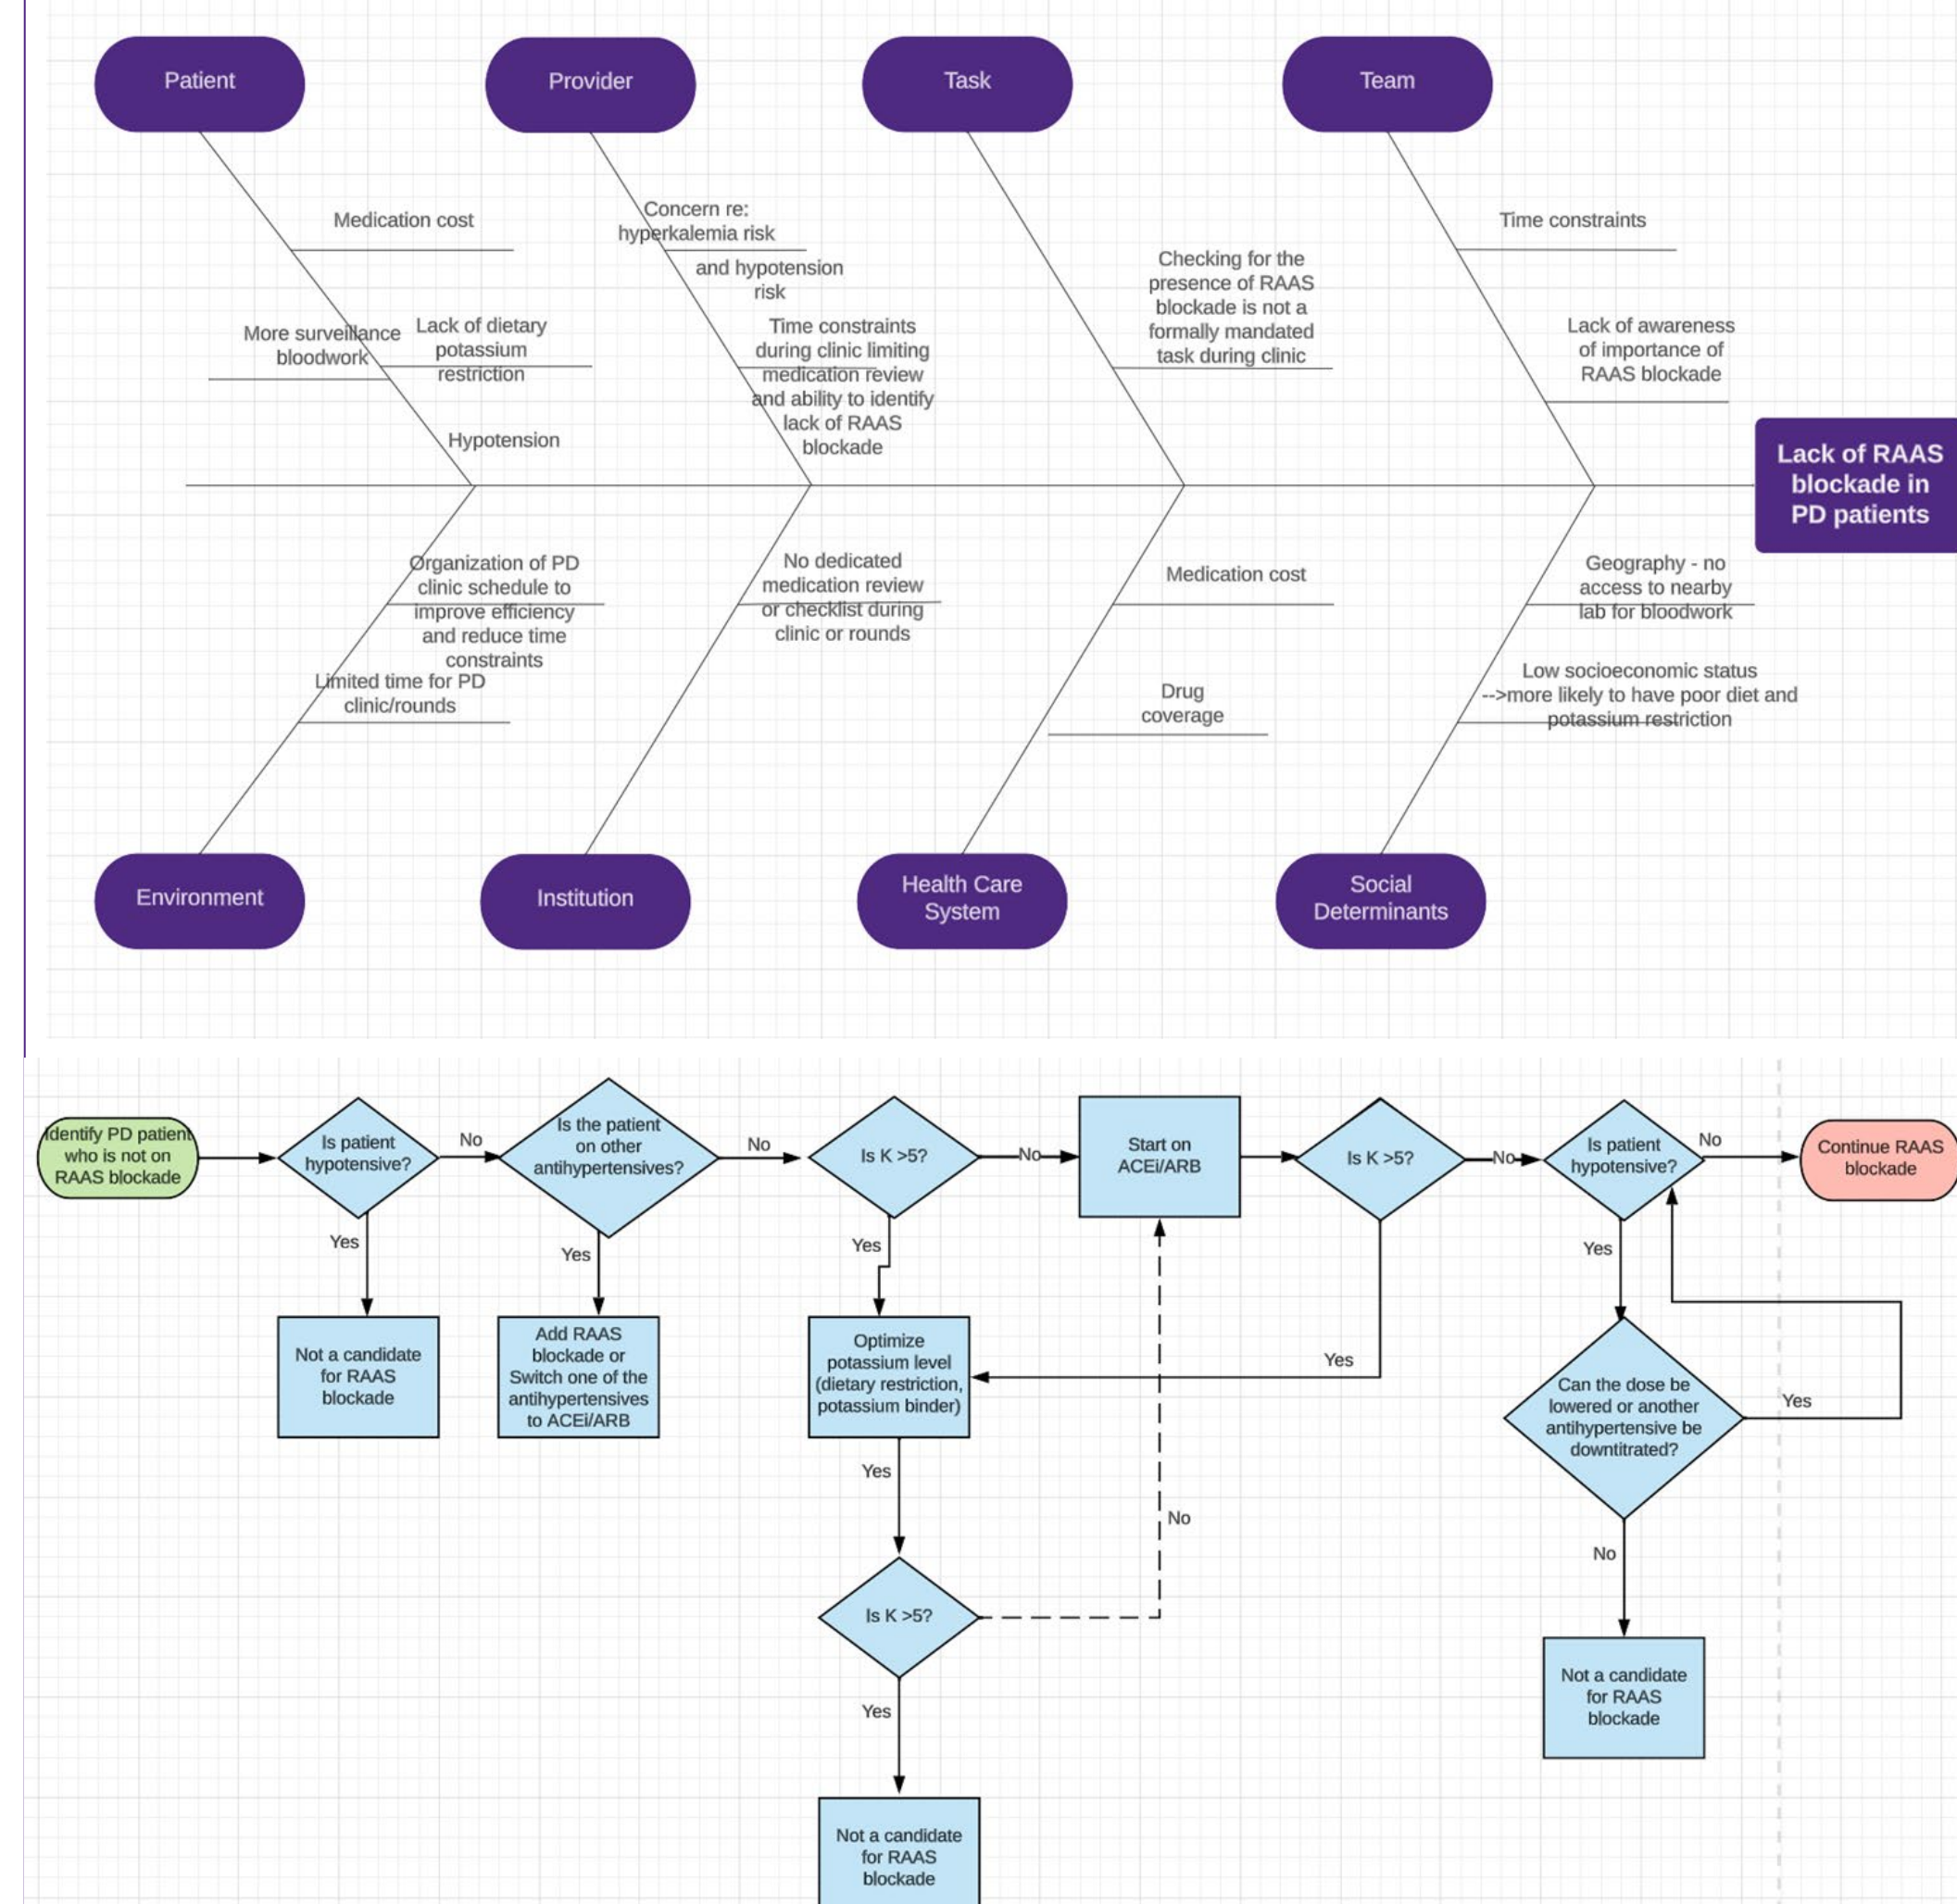 Patient
Provider
Task
Team
Medication cost
More surveillance
bloodwork
Lack of dietary
potassium
restriction
Hypotension
Concern re:
hyperkalemia risk
and hypotension
risk
Time constraints
during clinic limiting
medication review
and ability to identify
lack of RAAS
blockade
Checking for the
presence of RAAS
blockade is not a
formally mandated
task during clinic
Time constraints
Lack of awareness
of importance of
RAAS blockade
Lack of RAAS
blockade in
PD patients
Organization of PD
clinic schedule to
improve efficiency
and reduce time
constraints
Limited time for PD
clinic/rounds
No dedicated
medication review
or checklist during
clinic or rounds
Medication cost
Drug
coverage
Geography - no
access to nearby
lab for bloodwork
Low socioeconomic status
-->more likely to have poor diet and
potassium restriction
Environment
Institution
Health Care
System
Social
Determinants
Identify PD patient
who is not on
RAAS blockade
Is patient
hypotensive?
No
Is the patient
on other
antihypertensives?
No
Is K >5?
No
Start on
ACEi/ARB
Is K >5?
No
Is patient
hypotensive?
No
Continue RAAS
blockade
Yes
Yes
Yes
Yes
Not a candidate
for RAAS
blockade
Add RAAS
blockade or
Switch one of the
antihypertensives
to ACEi/ARB
Optimize
potassium level
(dietary restriction,
potassium binder)
Yes
Can the dose be
lowered or another
antihypertensive be
downtitrated?
Yes
Yes
No
No
Is K >5?
Yes
Not a candidate
for RAAS
blockade
Not a candidate
for RAAS
blockade